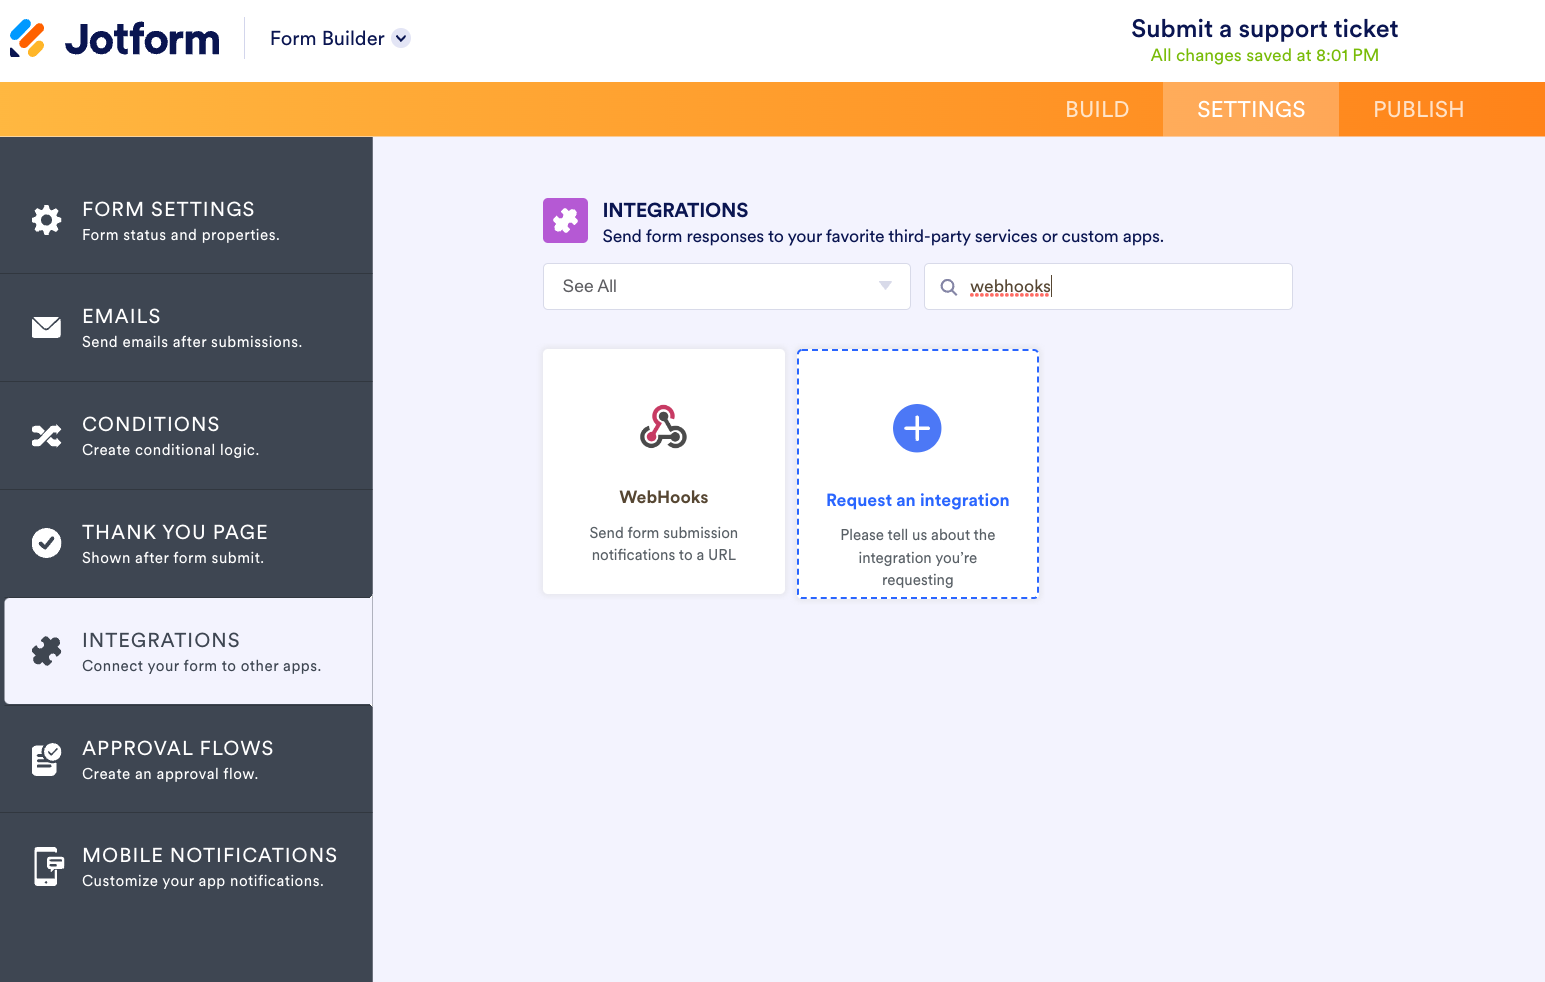 Jotform
Form Builder
Submit a support ticket
All changes saved at 8:01 PM
BUILD
SETTINGS
PUBLISH
FORM SETTINGS
Form status and properties.
EMAILS
Send emails after submissions.
CONDITIONS
Create conditional logic.
THANK YOU PAGE
Shown after form submit.
INTEGRATIONS
Connect your form to other apps.
APPROVAL FLOWS
Create an approval flow.
MOBILE NOTIFICATIONS
Customize your app notifications.
INTEGRATIONS
Send form responses to your favorite third-party services or custom apps.
See All
webhooks
WebHooks
Send form submission
notifications to a URL
Request an integration
Please tell us about the
integration you’re
requesting